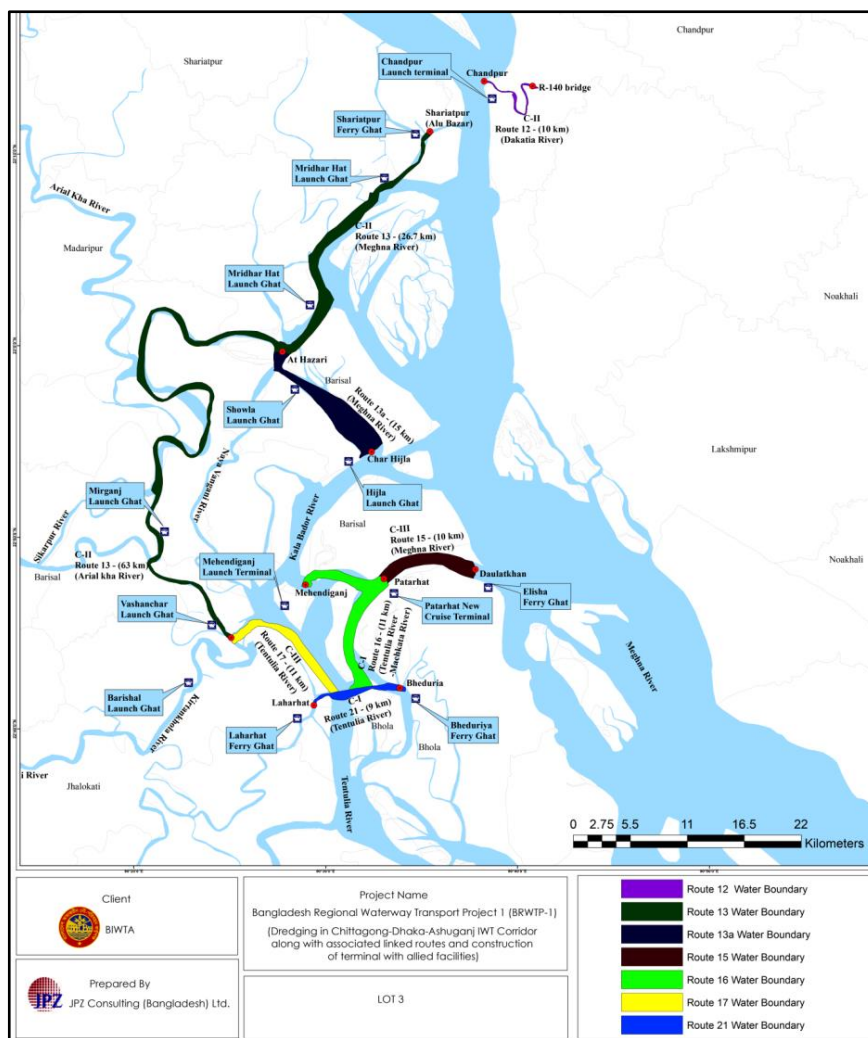 Shariatpur
Chandpur
Chandpur
Launch terminal
Chandpur
R-140 bridge
C-II
Route 12 - (10 km)
(Dakatia River)
Shariatpur
Ferry Ghat
Shariatpur
(Alu Bazar)
Mridhar Hat
Launch Ghat
Arial Kha River
Madaripur
C-II
Route 13 - (26.7 km)
(Meghna River)
Mridhar Hat
Launch Ghat
Noakhali
At Hazari
Barisal
Showla
Launch Ghat
Route 13a - (15 km)
(Meghna River)
Char Hijla
Hijla
Launch Ghat
Lakshmipur
Naya Vangani River
Mirganj
Launch Ghat
Sikarpur River
Kala Bador River
Barisal
C-II
Route 13 - (63 km)
(Arial kha River)
Barisal
C-III
Route 15 - (10 km)
(Meghna River)
Noakhali
Mehendiganj
Launch Terminal
Mehendiganj
Patarhat
Daulatkhan
Elisha
Ferry Ghat
Patarhat New
Cruise Terminal
Vashanchar
Launch Ghat
C-III
Route 17 - (11 km)
(Tentulia River)
C-I
Route 16 - (11 km)
(Tentulia River
-Machkata River)
Meghna River
Barishal
Launch Ghat
Kirtankhala River
Laharhat
Bheduria
C-I
Route 21 - (9 km)
(Tentulia River)
Laharhat
Ferry Ghat
Bheduriya
Ferry Ghat
Bhola
Bhola
i River
Jhalokati
Tentulia River
0 2.75 5.5 11 16.5 22
Kilometers
Client
BIWTA
Prepared By
JPZ
JPZ Consulting (Bangladesh) Ltd.
Project Name
Bangladesh Regional Waterway Transport Project 1 (BRWTP-1)
(Dredging in Chittagong-Dhaka-Ashuganj IWT Corridor
along with associated linked routes and construction
of terminal with allied facilities)
LOT 3
Route 12 Water Boundary
Route 13 Water Boundary
Route 13a Water Boundary
Route 15 Water Boundary
Route 16 Water Boundary
Route 17 Water Boundary
Route 21 Water Boundary